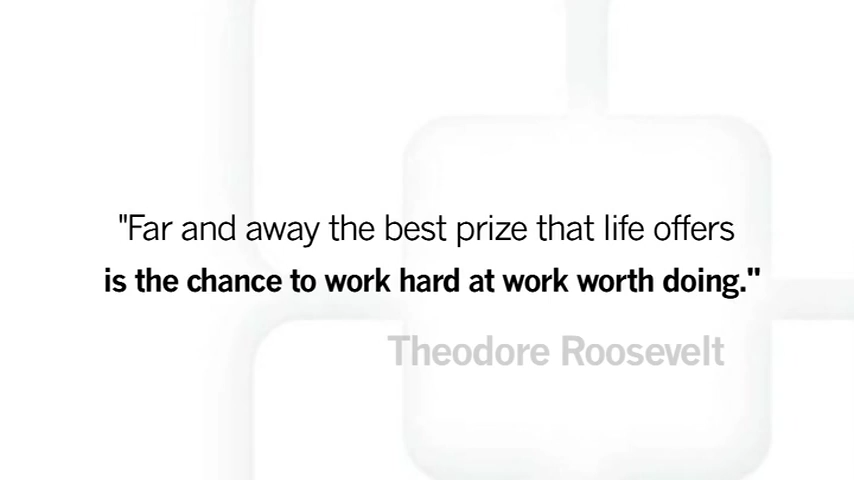 "Far and away the best prize that life offers
is the chance to work hard at work worth doing."
Theodore Roosevelt